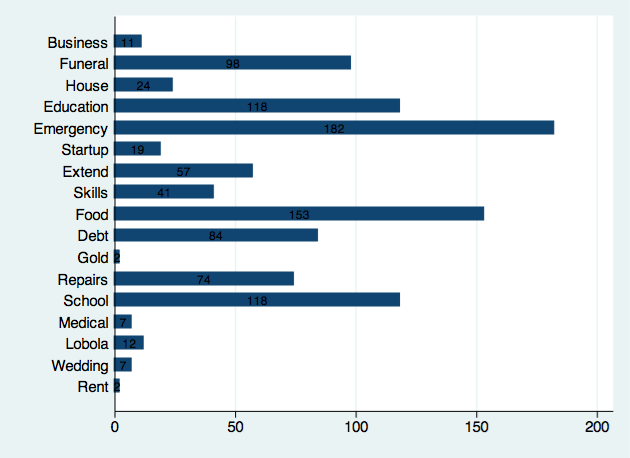 Business 11
Funeral 98
House 24
Education 118
Emergency 182
Startup 19
Extend 57
Skills 41
Food 153
Debt 84
Gold 2
Repairs 74
School 118
Medical 7
Lobola 12
Wedding 7
Rent 2
0 50 100 150 200